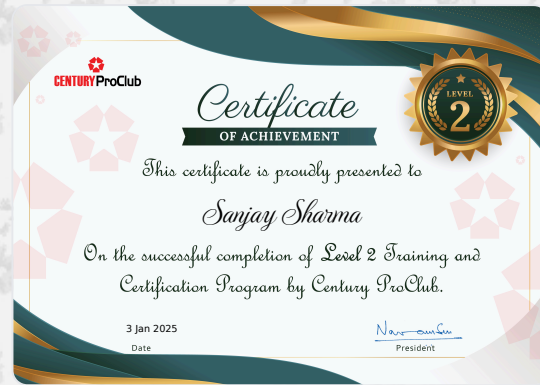 CENTURY ProClub
LEVEL
2
Certificate
OF ACHIEVEMENT
This certificate is proudly presented to
Sanjay Sharma
On the successful completion of Level 2 Training and
Certification Program by Century ProClub.
3 Jan 2025
Date
President